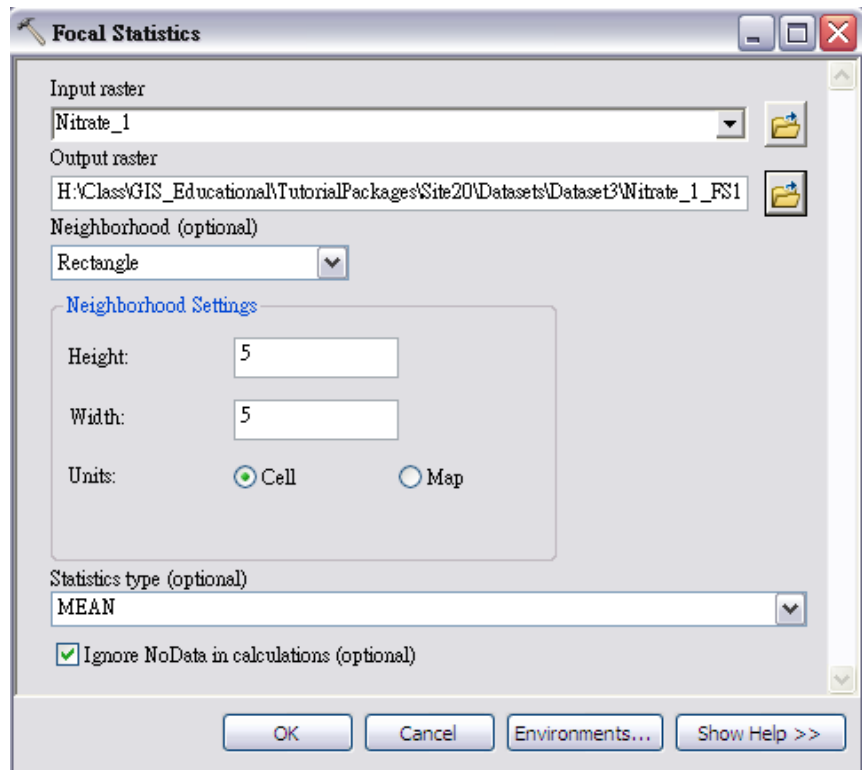 Focal Statistics
Input raster
Nitrate_1
Output raster
H:\Class\GIS_Educational\TutorialPackages\Site20\Datasets\Dataset3\Nitrate_1_FS1
Neighborhood (optional)
Rectangle
Neighborhood Settings
Height: 5
Width: 5
Units: Cell Map
Statistics type (optional)
MEAN
Ignore NoData in calculations (optional)
OK Cancel Environments... Show Help >>